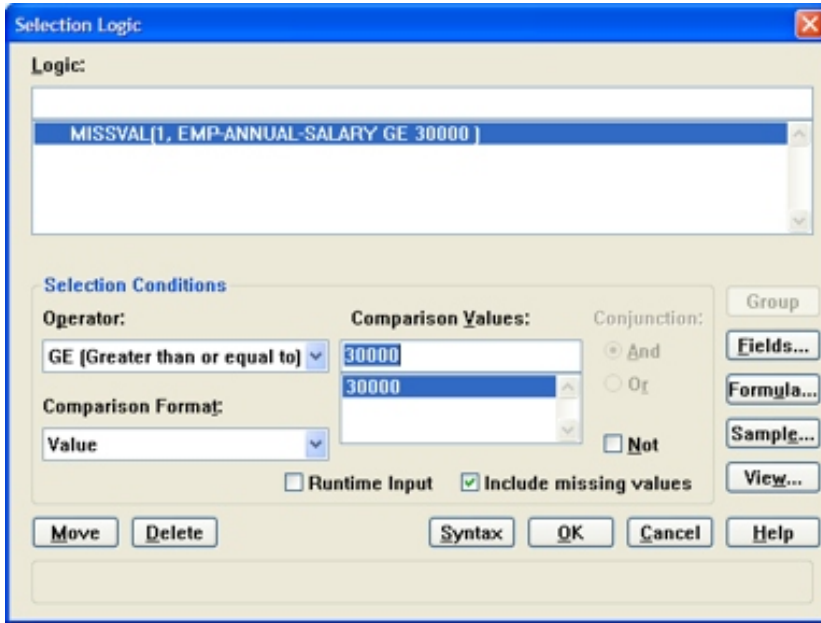 Selection Logic
Logic:
MISSVAL(1, EMP-ANNUAL-SALARY GE 30000 )
Selection Conditions
Operator:
Comparison Values:
Conjunction:
GE (Greater than or equal to)
30000
And
30000
Or
Comparison Format:
Value
Not
Runtime Input
Include missing values
Group
Fields...
Formula...
Sample...
View...
Move
Delete
Syntax
OK
Cancel
Help